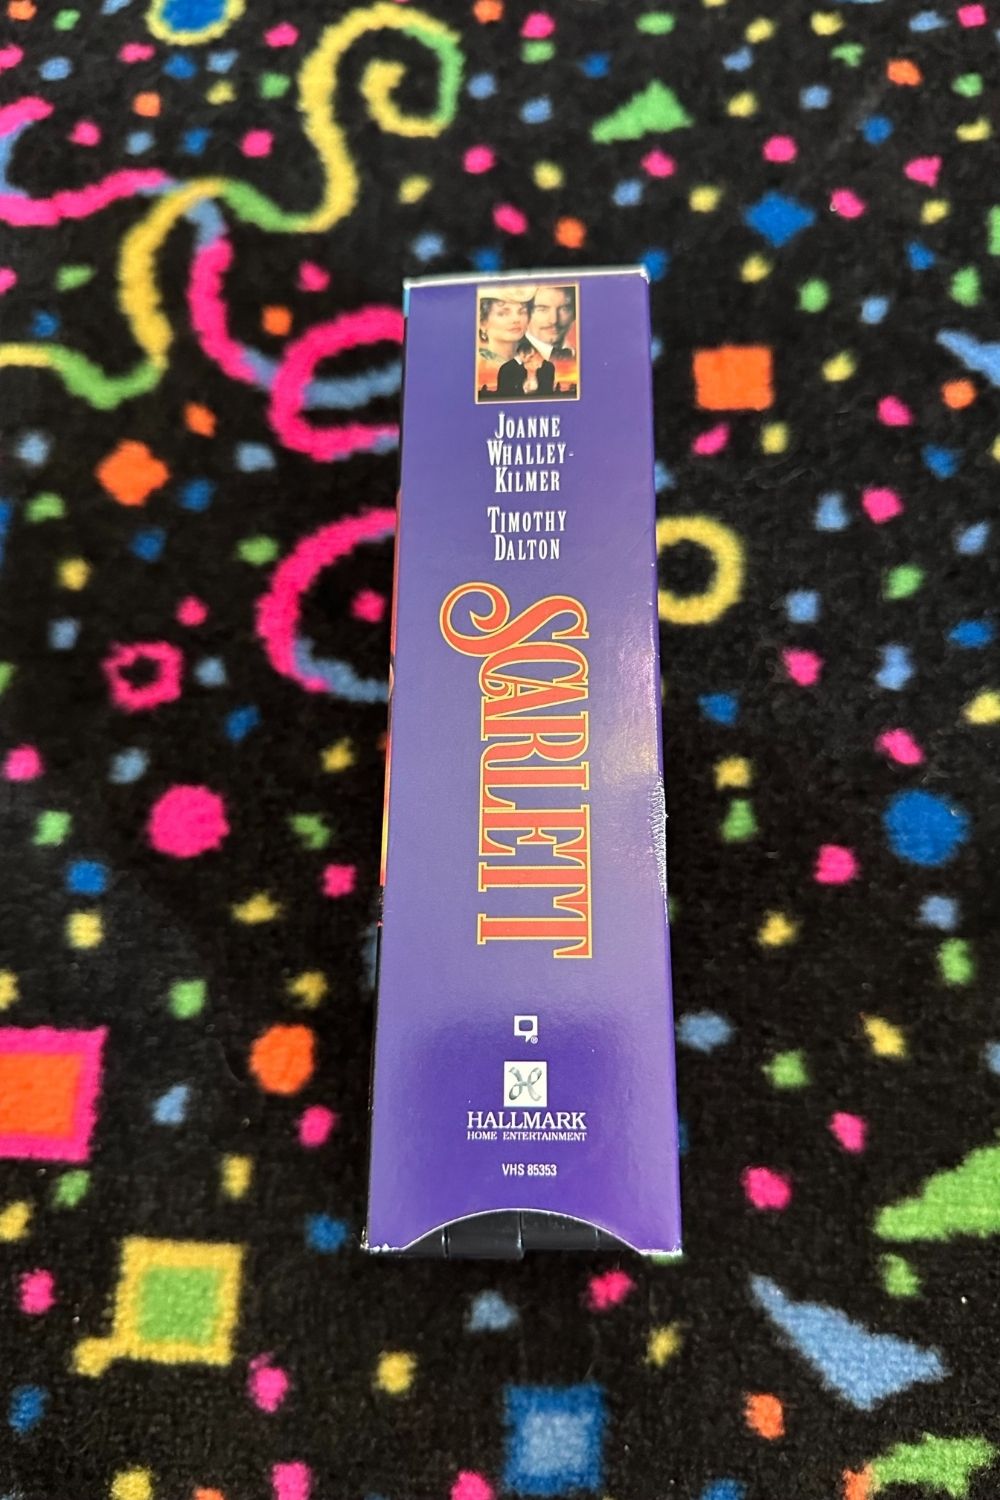 JOANNE
WHALLEY-
KILMER
TIMOTHY
DALTON
SCARLETT
®
HALLMARK
HOME ENTERTAINMENT
VHS 85353